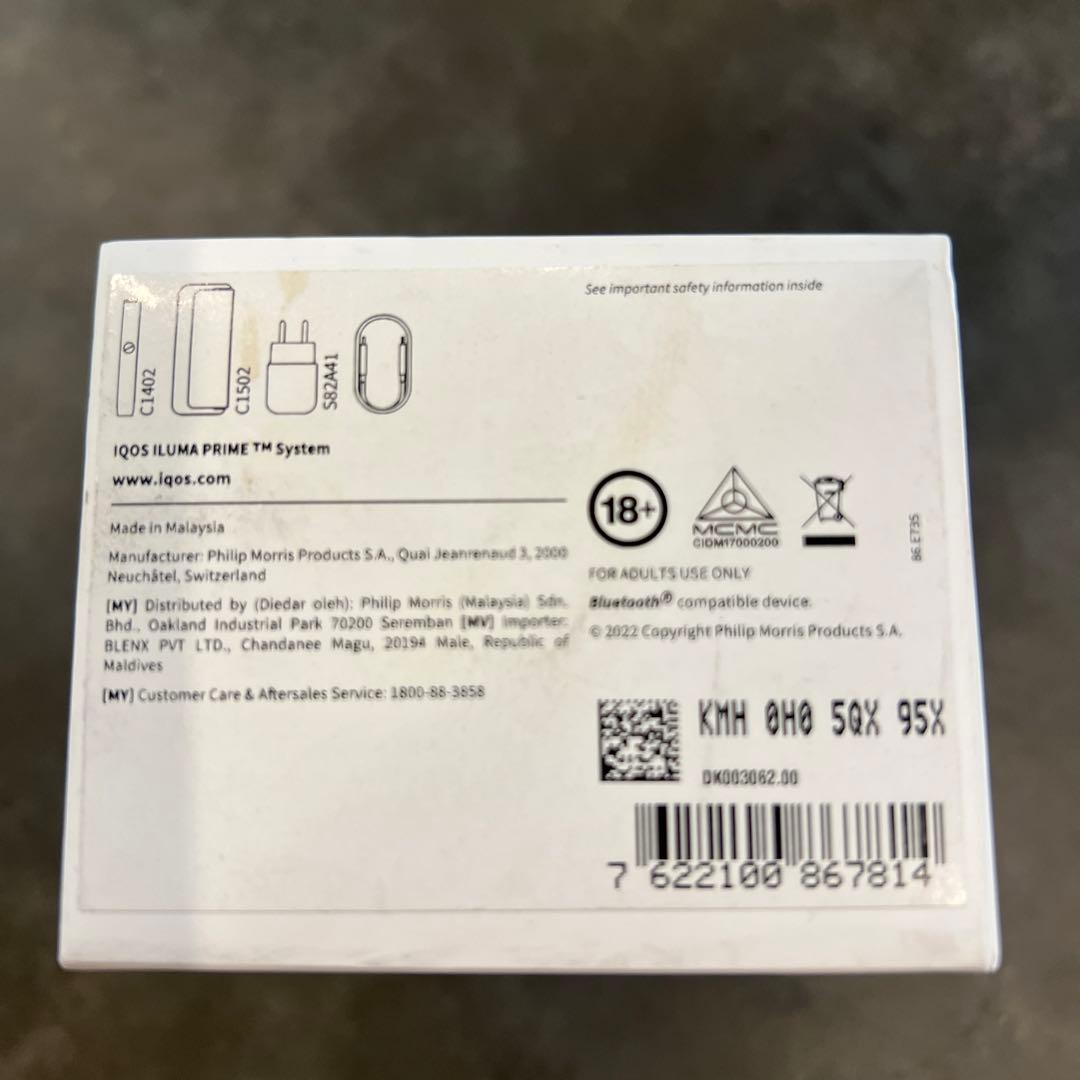 See important safety information inside
C1402
C1502
S82A41
IQOS ILUMA PRIME™ System
www.iqos.com
Made in Malaysia
Manufacturer: Philip Morris Products S.A., Quai Jeanrenaud 3, 2000
Neuchâtel, Switzerland
[MY] Distributed by (Diedar oleh): Philip Morris (Malaysia) Sdn.
Bhd., Oakland Industrial Park 70200 Seremban [MV] Importer:
BLENX PVT LTD., Chandanee Magu, 20194 Male, Republic of
Maldives
[MY] Customer Care & Aftersales Service: 1800-88-3858
18+
MCMC
CIDM17000200
86.E735
FOR ADULTS USE ONLY
Bluetooth® compatible device.
© 2022 Copyright Philip Morris Products S.A.
KMH 0H0 5QX 95X
DK003062.00
7 622100 867814